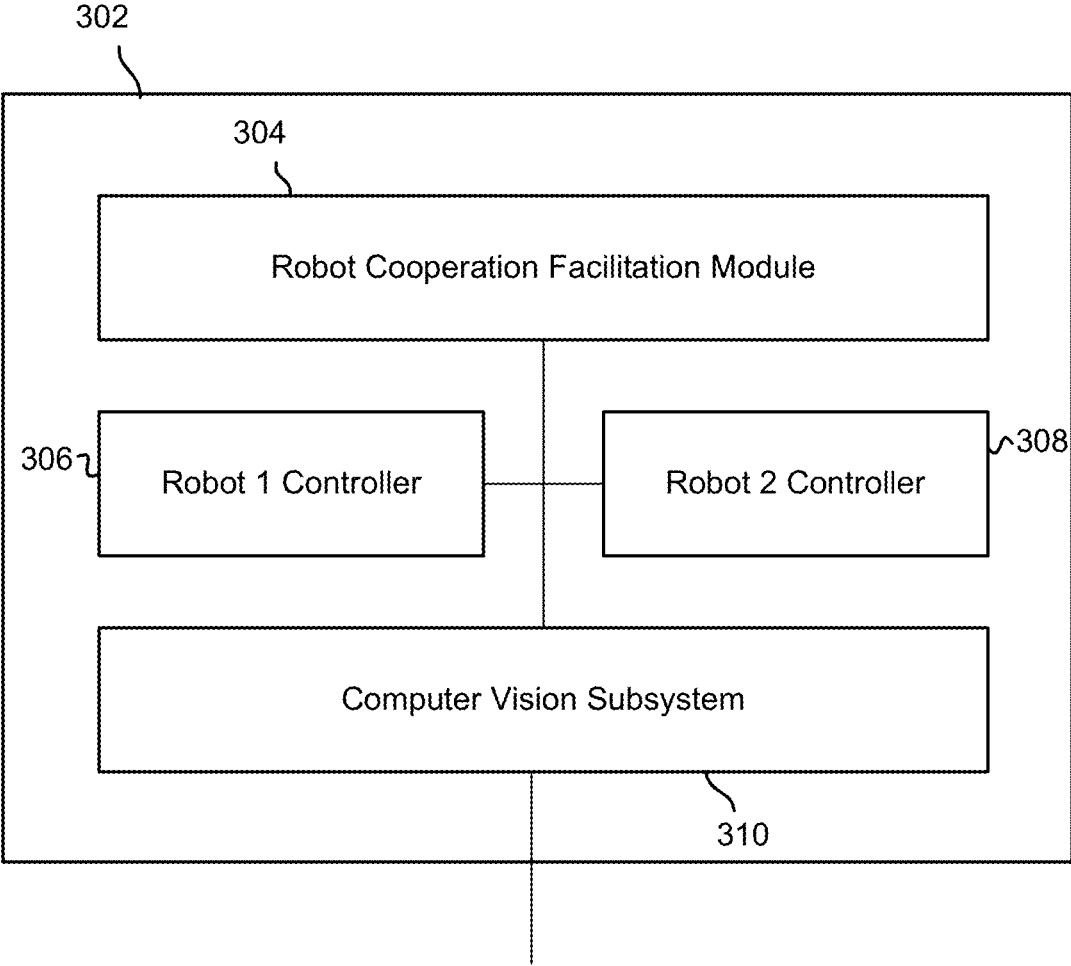 302
304
Robot Cooperation Facilitation Module
306
Robot 1 Controller
Robot 2 Controller
308
Computer Vision Subsystem
310